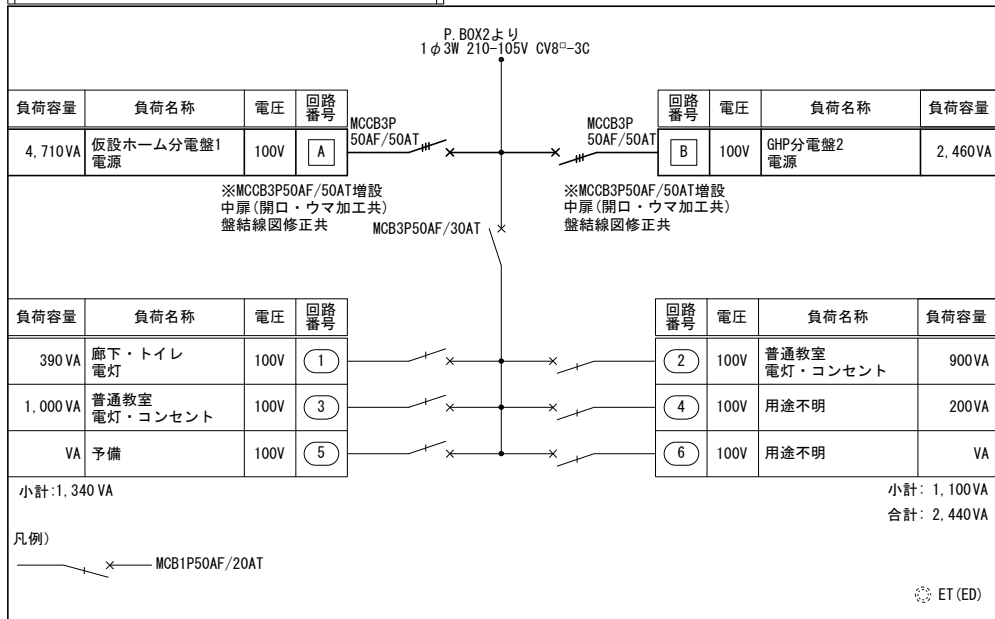 P.BOX2より
1φ3W 210-105V CV8□-3C
負荷容量 負荷名称 電圧 回路番号
4,710VA 仮設ホーム分電盤1 100V A
電源
MCCB3P
50AF/50AT
※MCCB3P50AF/50AT増設
中扉(開口・ウマ加工共)
盤結線図修正共
MCCB3P
50AF/50AT
回路番号 電圧 負荷名称 負荷容量
B 100V GHP分電盤2 2,460VA
電源
※MCCB3P50AF/50AT増設
中扉(開口・ウマ加工共)
盤結線図修正共
MCB3P50AF/30AT
負荷容量 負荷名称 電圧 回路番号
390VA 廊下・トイレ 100V 1
電灯
1,000VA 普通教室 100V 3
電灯・コンセント
VA 予備 100V 5
小計:1,340VA
回路番号 電圧 負荷名称 負荷容量
2 100V 普通教室 900VA
電灯・コンセント
4 100V 用途不明 200VA
6 100V 用途不明 VA
小計: 1,100VA
合計: 2,440VA
凡例)
MCB1P50AF/20AT
ET(ED)